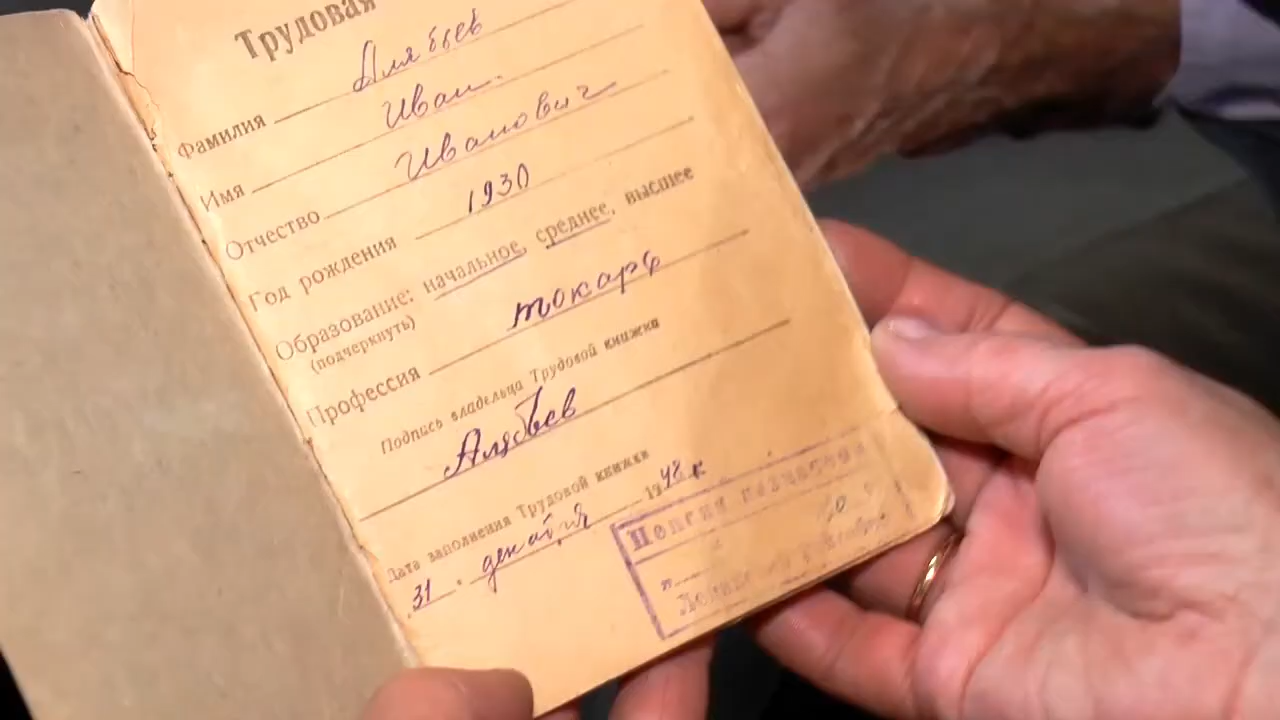 Трудовая
Фамилия Алябьев
Имя Иван
Отчество Иванович
Год рождения 1930
Образование: начальное, среднее, высшее
(подчеркнуть)
Профессия токарь
Подпись владельца Трудовой книжки
Алябьев
Дата заполнения Трудовой книжки
31 декабря 1948 г.
Пенсия назначена